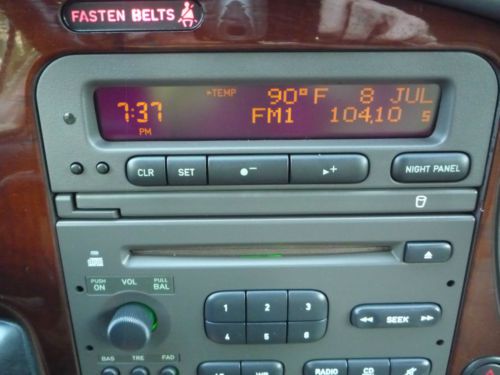 FASTEN BELTS
TEMP 90°F 8 JUL
7:37 FM1 104,10 S
PM
CLR SET NIGHT PANEL
PUSH ON VOL PULL BAL
1 2 3
4 5 6
SEEK
BAS TRE FAD
RADIO CD